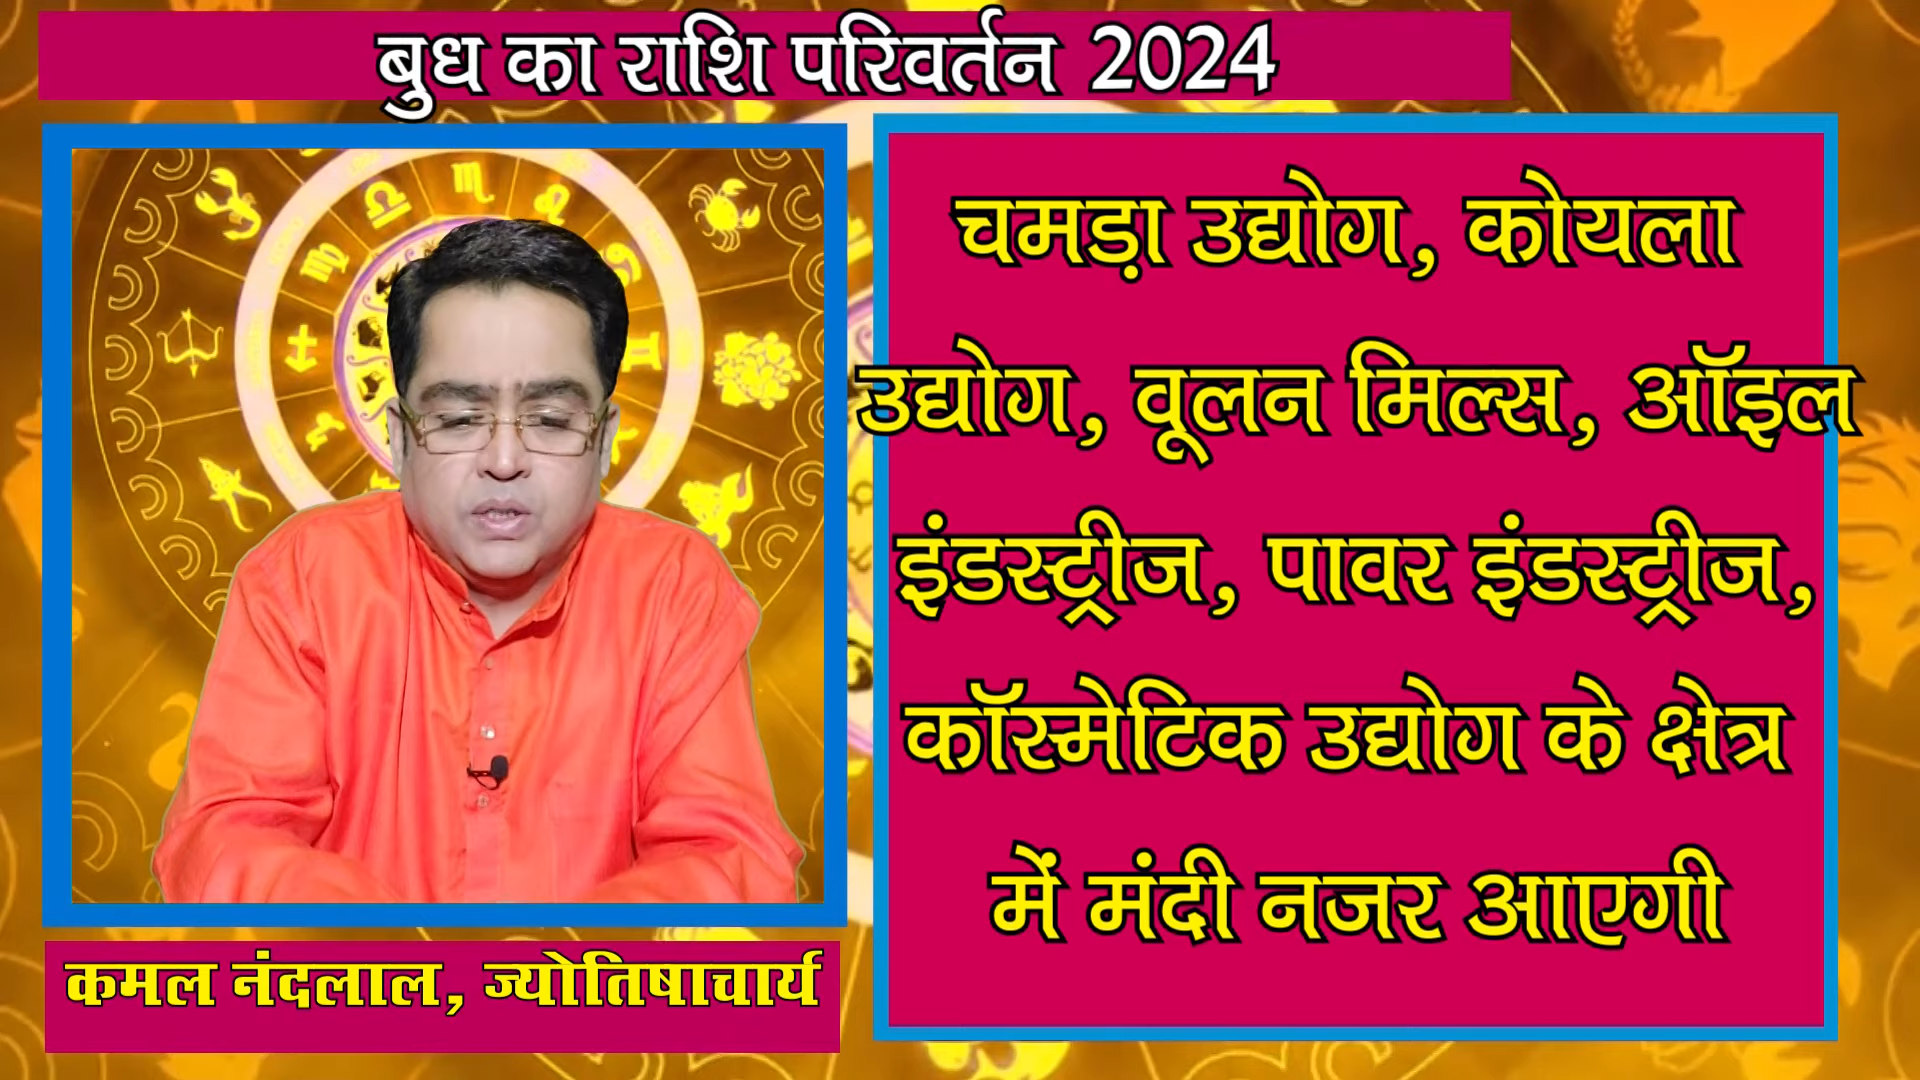 बुध का राशि परिवर्तन 2024
चमड़ा उद्योग, कोयला
उद्योग, वूलन मिल्स, ऑइल
इंडस्ट्रीज, पावर इंडस्ट्रीज,
कॉस्मेटिक उद्योग के क्षेत्र
में मंदी नजर आएगी
कमल नंदलाल, ज्योतिषाचार्य